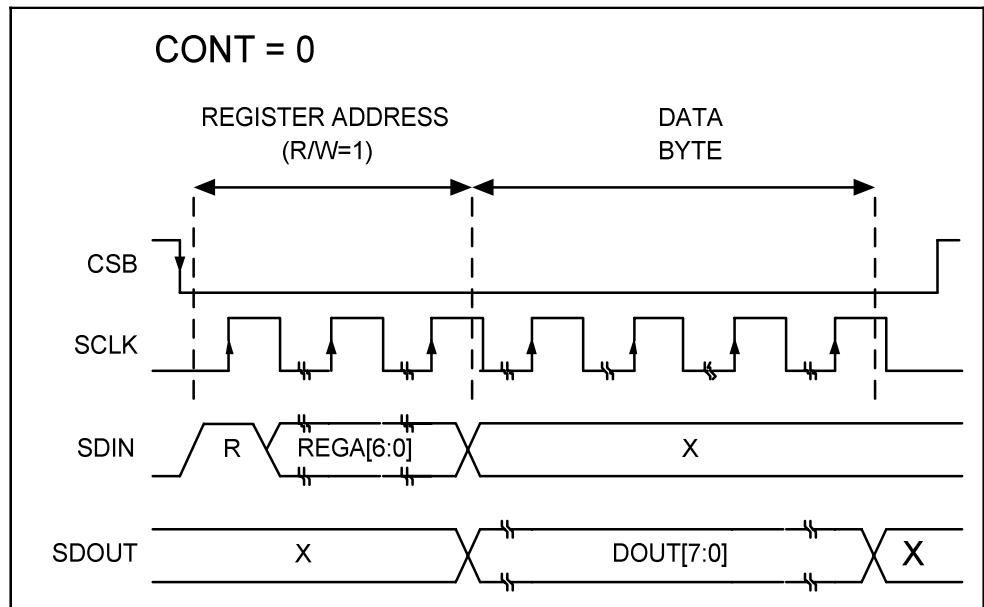 CONT = 0
REGISTER ADDRESS
(R/W=1)
DATA
BYTE
CSB
SCLK
SDIN
R
REGA[6:0]
X
SDOUT
X
DOUT[7:0]
X